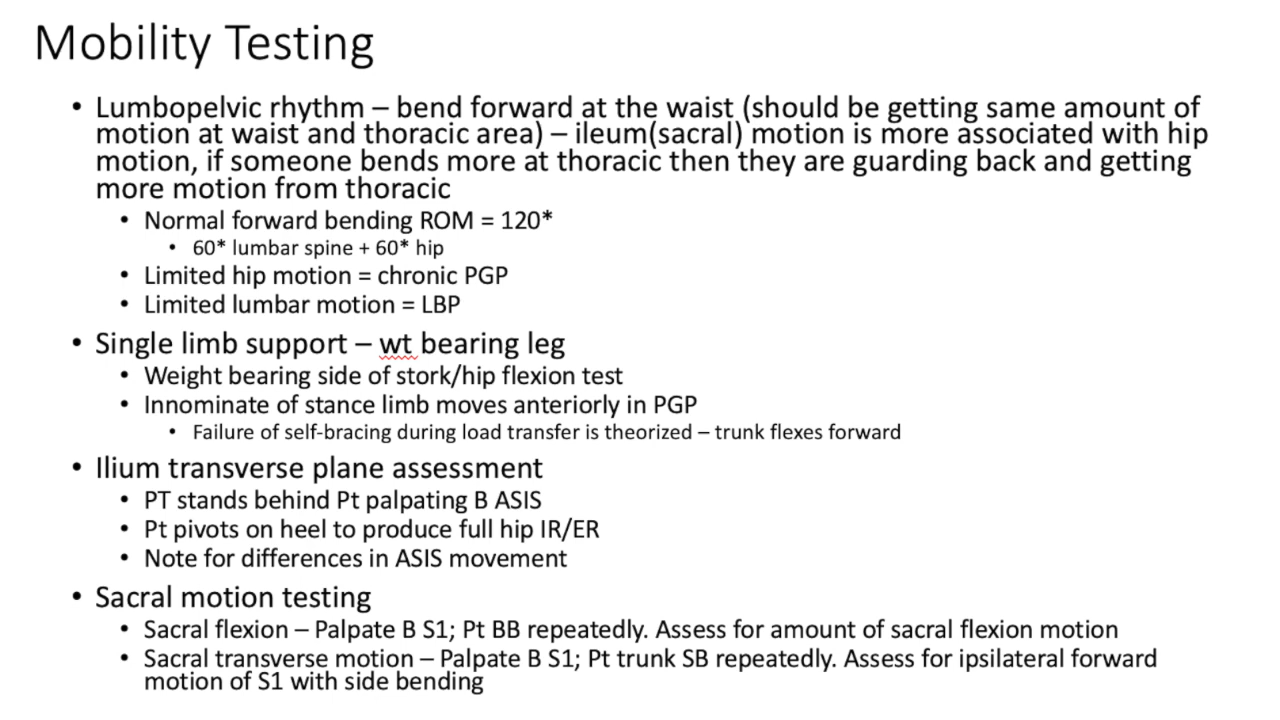 Mobility Testing
• Lumbopelvic rhythm – bend forward at the waist (should be getting same amount of
motion at waist and thoracic area) – ileum(sacral) motion is more associated with hip
motion, if someone bends more at thoracic then they are guarding back and getting
more motion from thoracic
• Normal forward bending ROM = 120*
• 60* lumbar spine + 60* hip
• Limited hip motion = chronic PGP
• Limited lumbar motion = LBP
• Single limb support – wt bearing leg
• Weight bearing side of stork/hip flexion test
• Innominate of stance limb moves anteriorly in PGP
• Failure of self-bracing during load transfer is theorized – trunk flexes forward
• Ilium transverse plane assessment
• PT stands behind Pt palpating B ASIS
• Pt pivots on heel to produce full hip IR/ER
• Note for differences in ASIS movement
• Sacral motion testing
• Sacral flexion – Palpate B S1; Pt BB repeatedly. Assess for amount of sacral flexion motion
• Sacral transverse motion – Palpate B S1; Pt trunk SB repeatedly. Assess for ipsilateral forward
motion of S1 with side bending